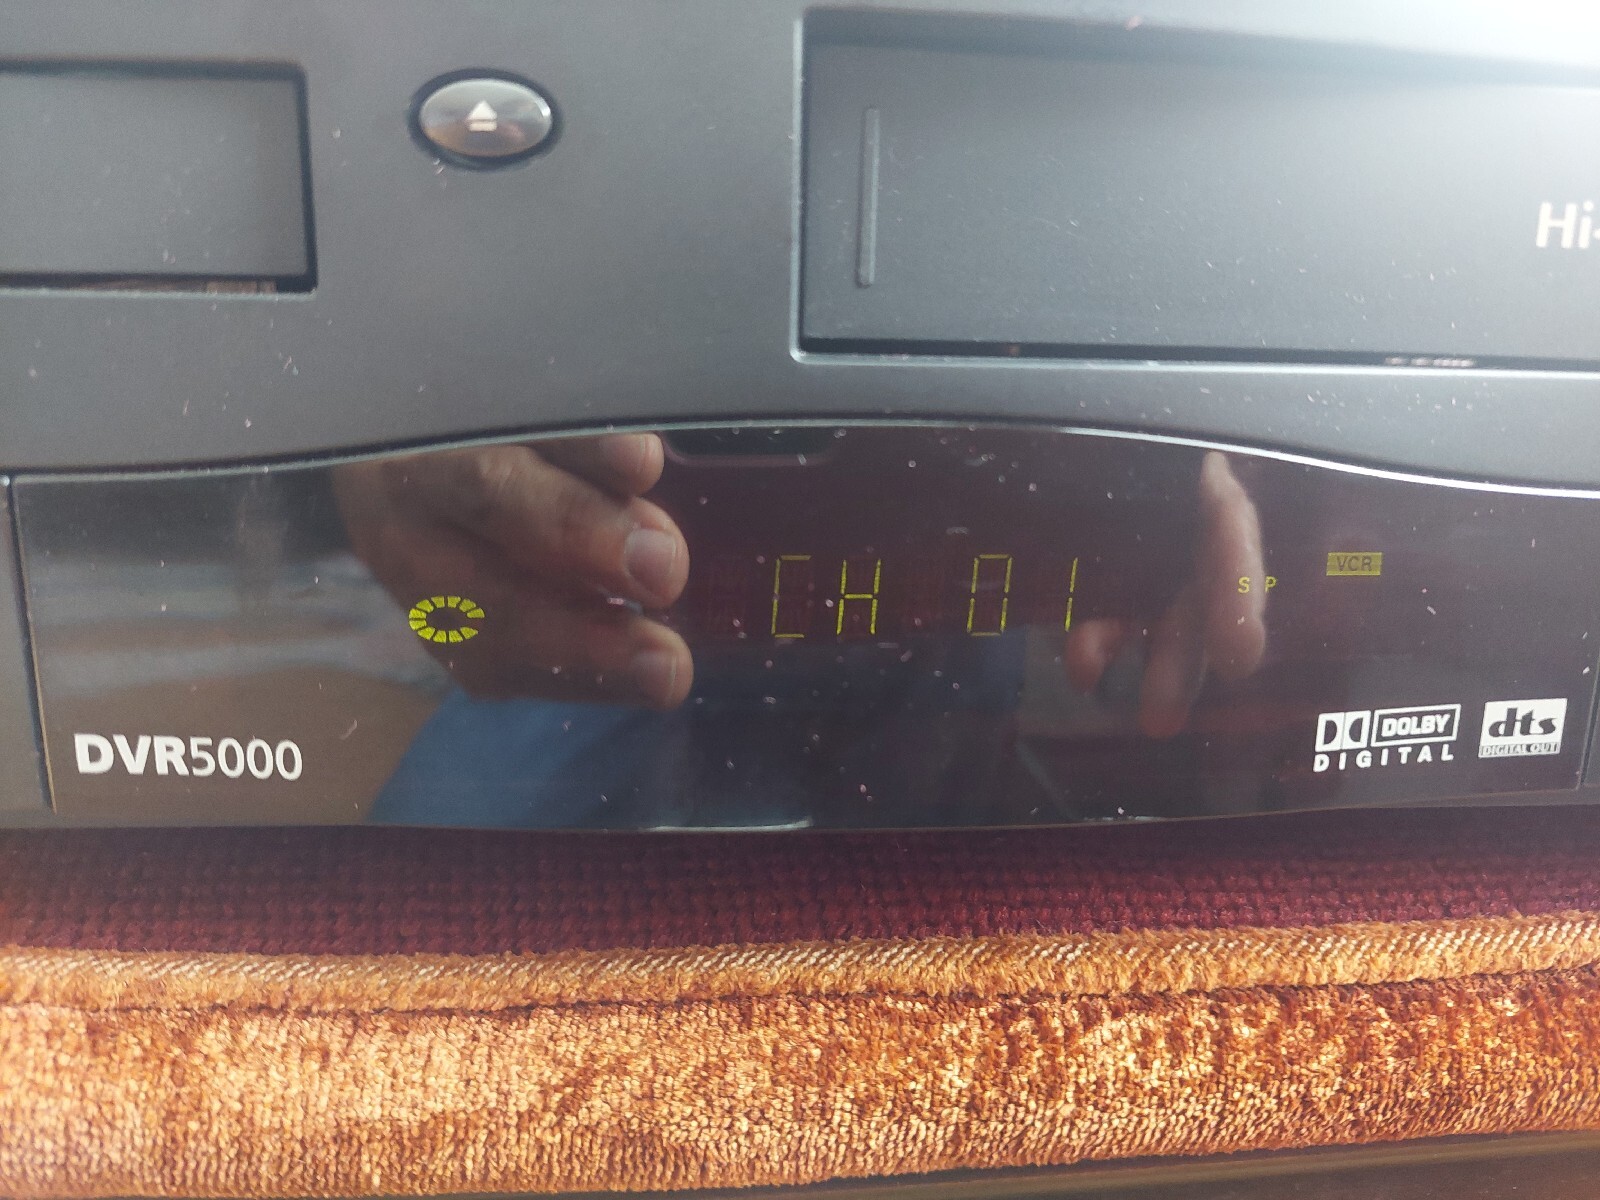 Hi-
CH 01
SP
VCR
DVR5000
DOLBY
DIGITAL
dts
DIGITAL OUT